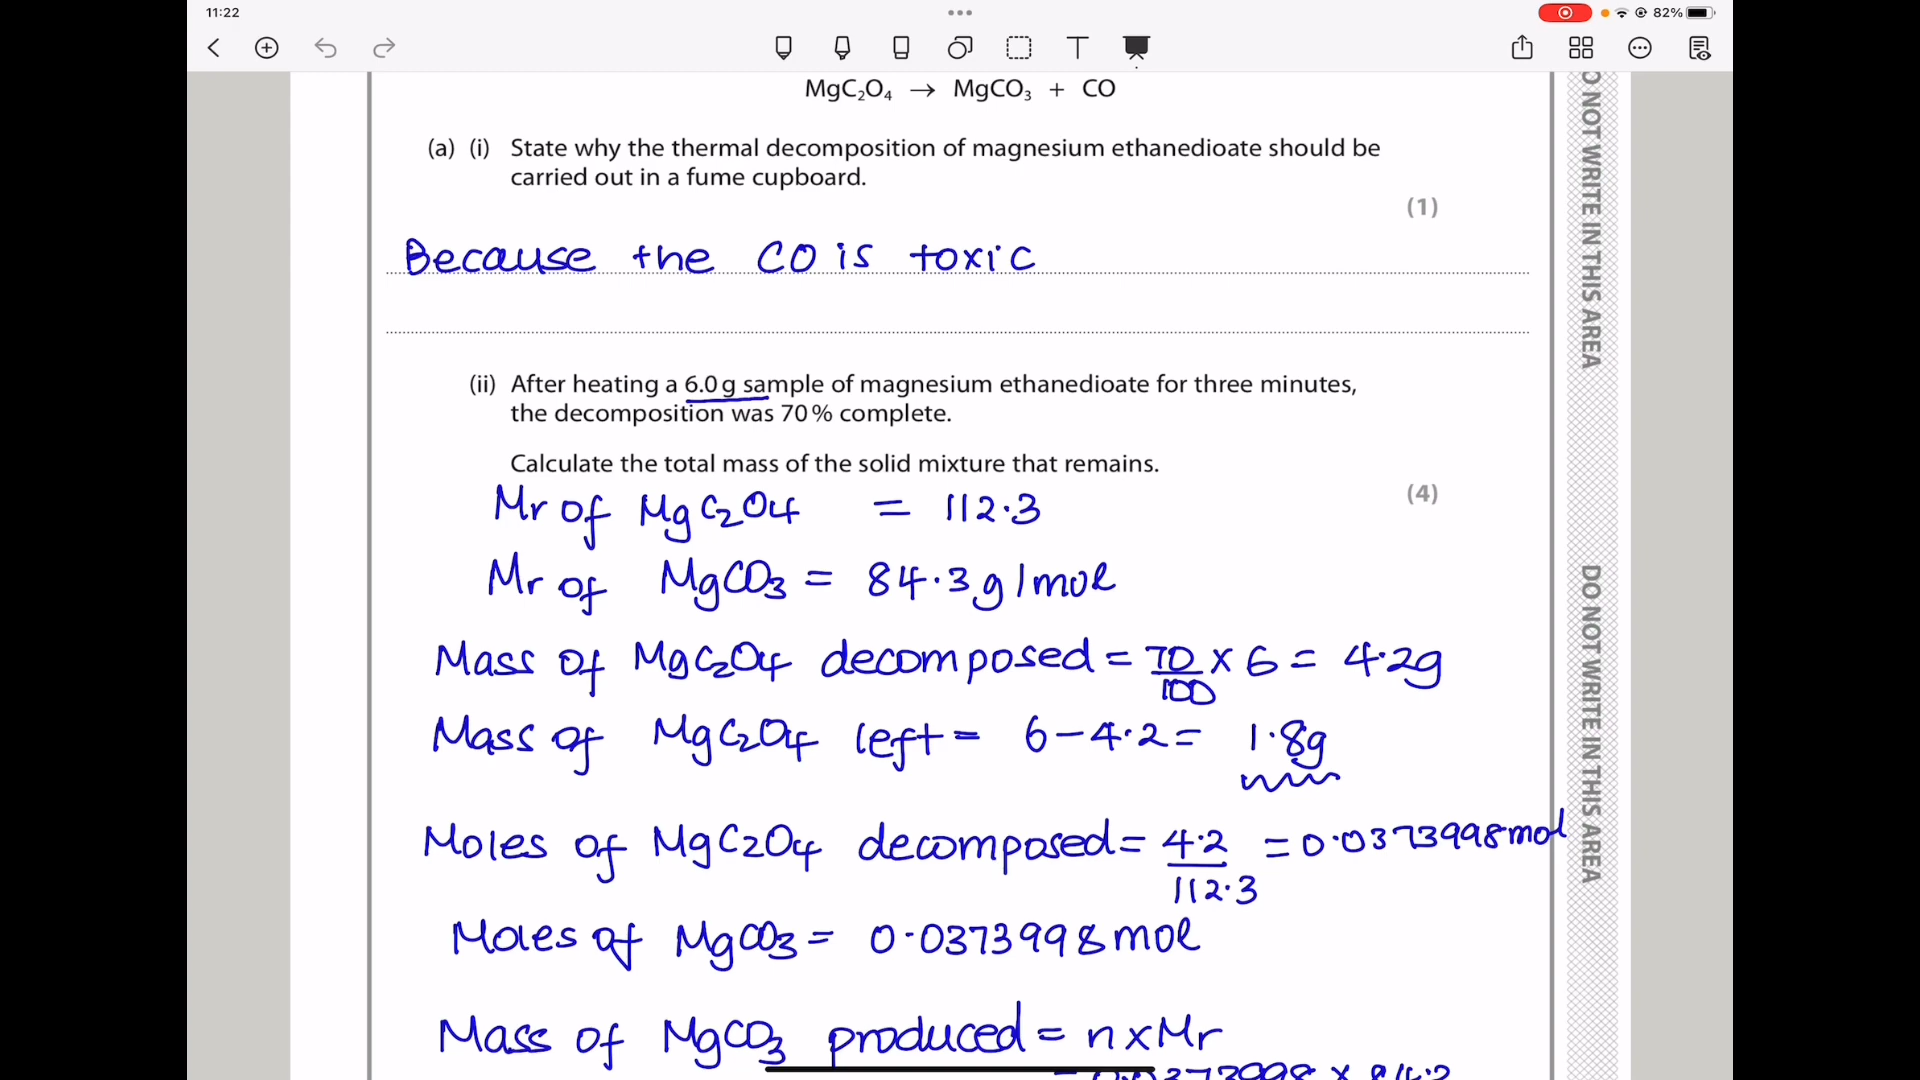 11:22
82%
MgC₂O₄ → MgCO₃ + CO
(a) (i) State why the thermal decomposition of magnesium ethanedioate should be
carried out in a fume cupboard.
(1)
Because the CO is toxic
(ii) After heating a 6.0 g sample of magnesium ethanedioate for three minutes,
the decomposition was 70% complete.
Calculate the total mass of the solid mixture that remains.
(4)
Mr of MgC₂O₄ = 112.3
Mr of MgCO₃ = 84.3 g/mol
Mass of MgC₂O₄ decomposed = 70/100 × 6 = 4.2g
Mass of MgC₂O₄ left = 6 - 4.2 = 1.8g
Moles of MgC₂O₄ decomposed = 4.2/112.3 = 0.0373998 mol
Moles of MgCO₃ = 0.0373998 mol
Mass of MgCO₃ produced = n × Mr
= 0.0373998 × 84.3
O NOT WRITE IN THIS AREA
DO NOT WRITE IN THIS AREA